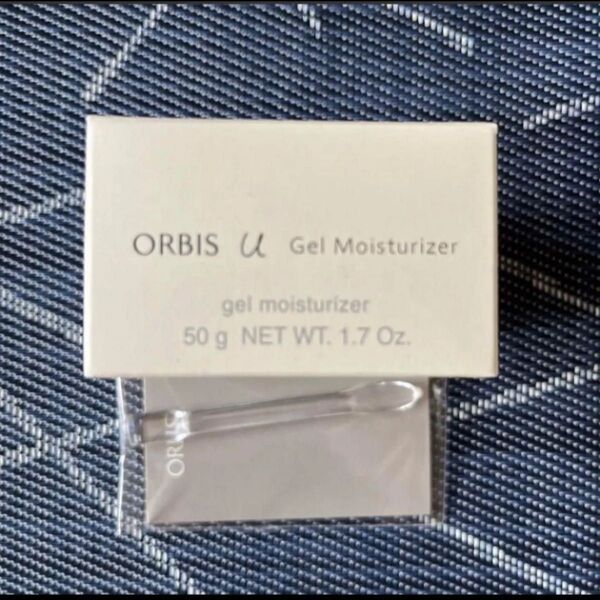 ORBIS u Gel Moisturizer
gel moisturizer
50 g NET WT. 1.7 Oz.
ORBIS